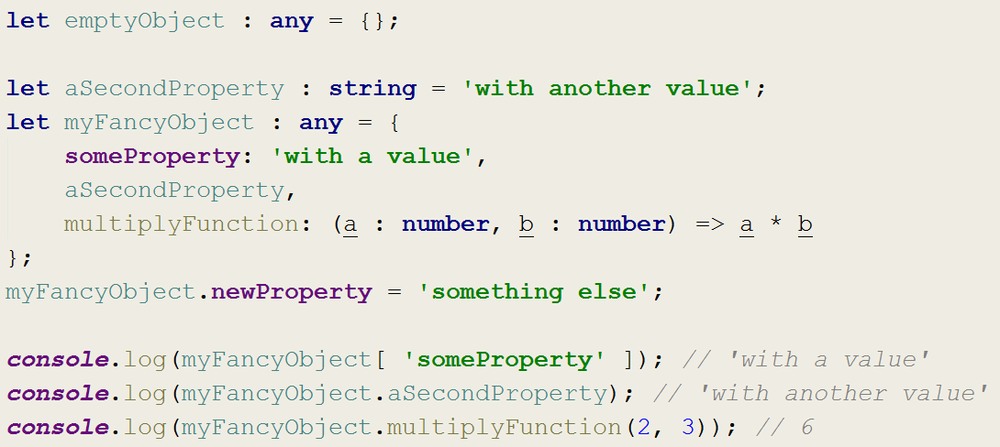 let emptyObject : any = {};
let aSecondProperty : string = 'with another value';
let myFancyObject : any = {
someProperty: 'with a value',
aSecondProperty,
multiplyFunction: (a : number, b : number) => a * b
};
myFancyObject.newProperty = 'something else';
console.log(myFancyObject[ 'someProperty' ]); // 'with a value'
console.log(myFancyObject.aSecondProperty); // 'with another value'
console.log(myFancyObject.multiplyFunction(2, 3)); // 6